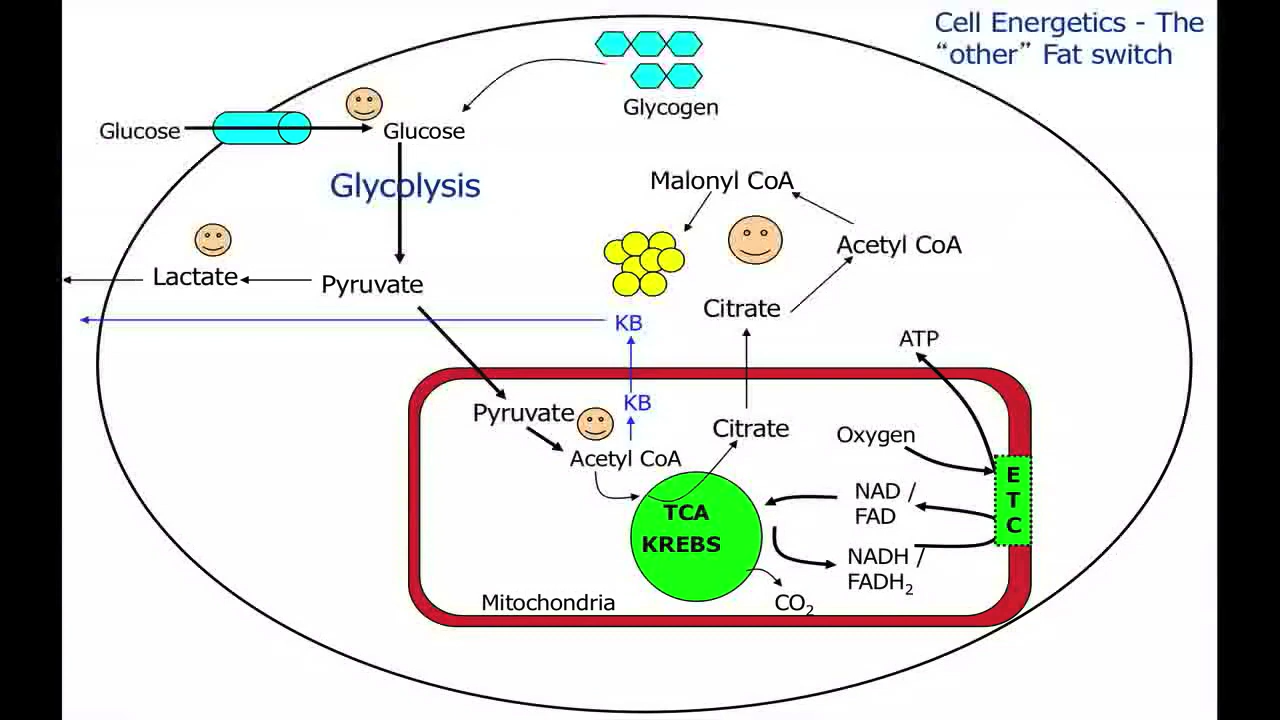 Cell Energetics - The
“other” Fat switch
Glycogen
Glucose
Glucose
Glycolysis
Malonyl CoA
Acetyl CoA
Lactate
Pyruvate
Citrate
KB
ATP
Pyruvate
KB
Citrate
Oxygen
Acetyl CoA
E
T
C
NAD /
FAD
TCA
KREBS
NADH /
FADH₂
Mitochondria
CO₂